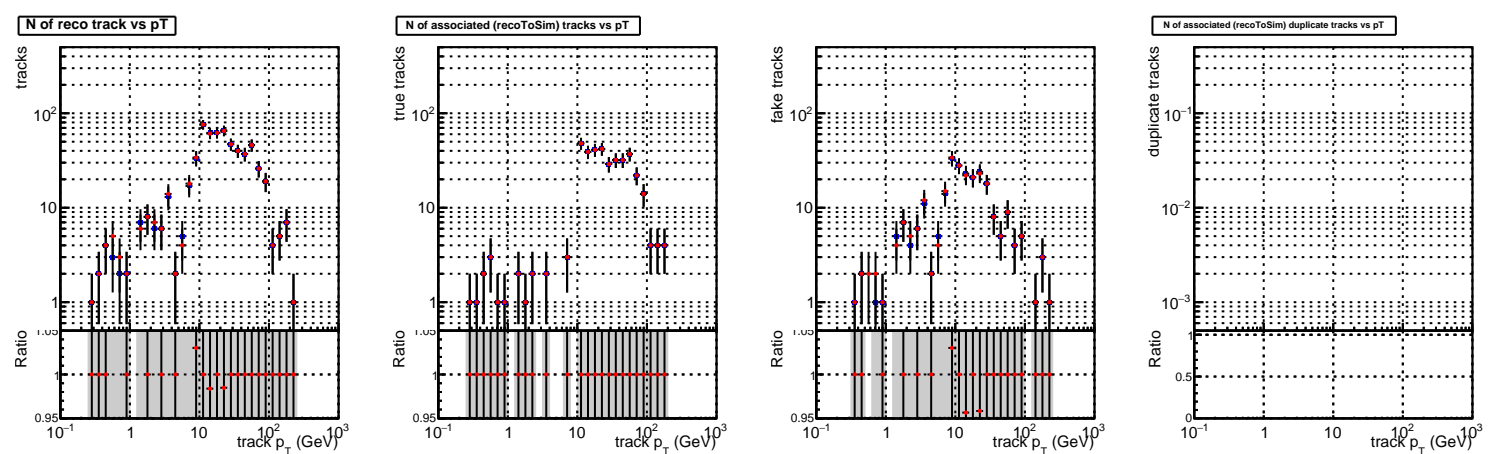 N of reco track vs pT
tracks
10²
10
1
Ratio
1.05
1
0.95
10⁻¹ 1 10 10² 10³
track p_T (GeV)
N of associated (recoToSim) tracks vs pT
true tracks
10²
10
1
Ratio
1.05
1
0.95
10⁻¹ 1 10 10² 10³
track p_T (GeV)
fake tracks
10²
10
1
Ratio
1.05
1
0.95
10⁻¹ 1 10 10² 10³
track p_T (GeV)
N of associated (recoToSim) duplicate tracks vs pT
duplicate tracks
10⁻¹
10⁻²
10⁻³
Ratio
1
0.5
0
10⁻¹ 1 10 10² 10³
track p_T (GeV)